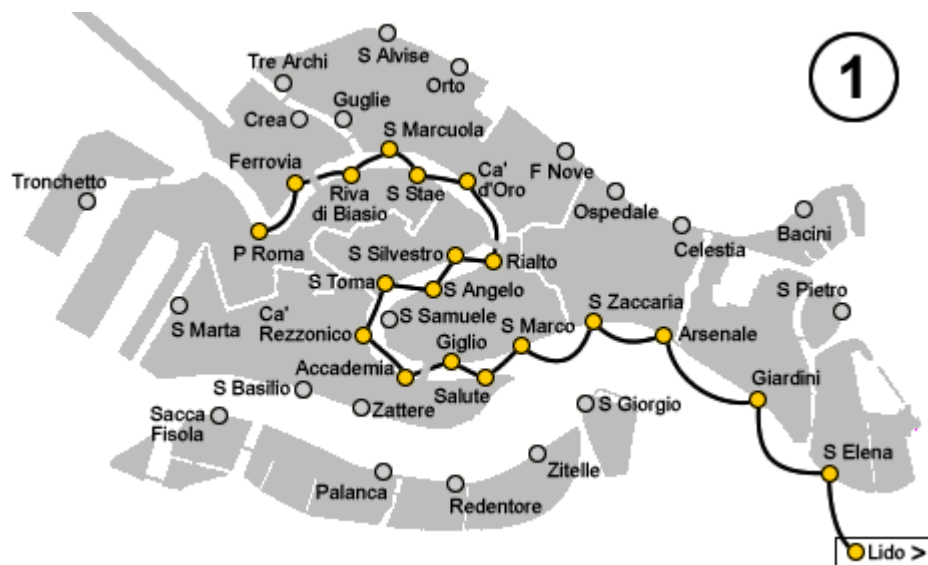 1
S Alvise
Tre Archi
Orto
Guglie
Crea
S Marcuola
Ferrovia
Ca'
d'Oro
F Nove
Tronchetto
Riva
di Biasio
S Stae
Ospedale
Bacini
Celestia
P Roma
S Silvestro
Rialto
S Toma
S Angelo
S Pietro
S Zaccaria
Ca'
Rezzonico
S Samuele
S Marco
S Marta
Arsenale
Giglio
Accademia
Giardini
S Basilio
Salute
Zattere
S Giorgio
Sacca
Fisola
S Elena
Zitelle
Palanca
Redentore
Lido >